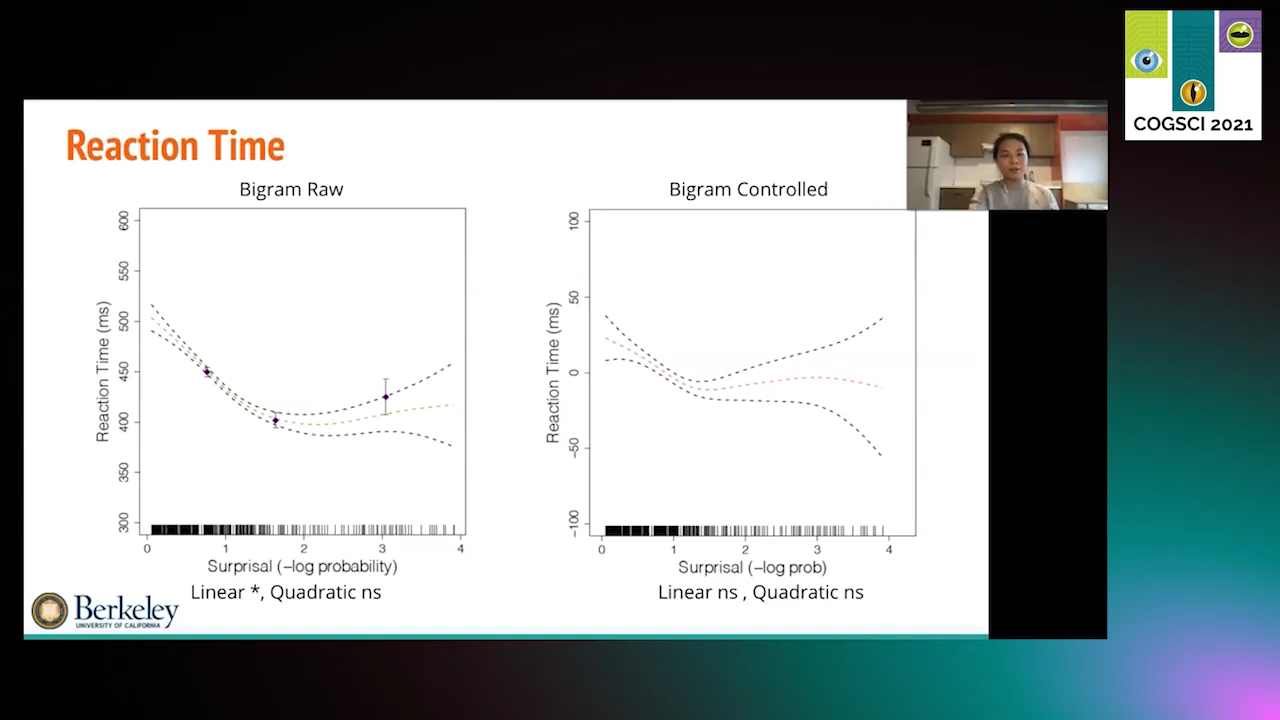 COGSCI 2021
Reaction Time
Bigram Raw
Reaction Time (ms)
600
550
500
450
400
350
300
0 1 2 3 4
Surprisal (−log probability)
Linear *, Quadratic ns
Bigram Controlled
Reaction Time (ms)
100
50
0
−50
−100
0 1 2 3 4
Surprisal (−log prob)
Linear ns , Quadratic ns
Berkeley
UNIVERSITY OF CALIFORNIA